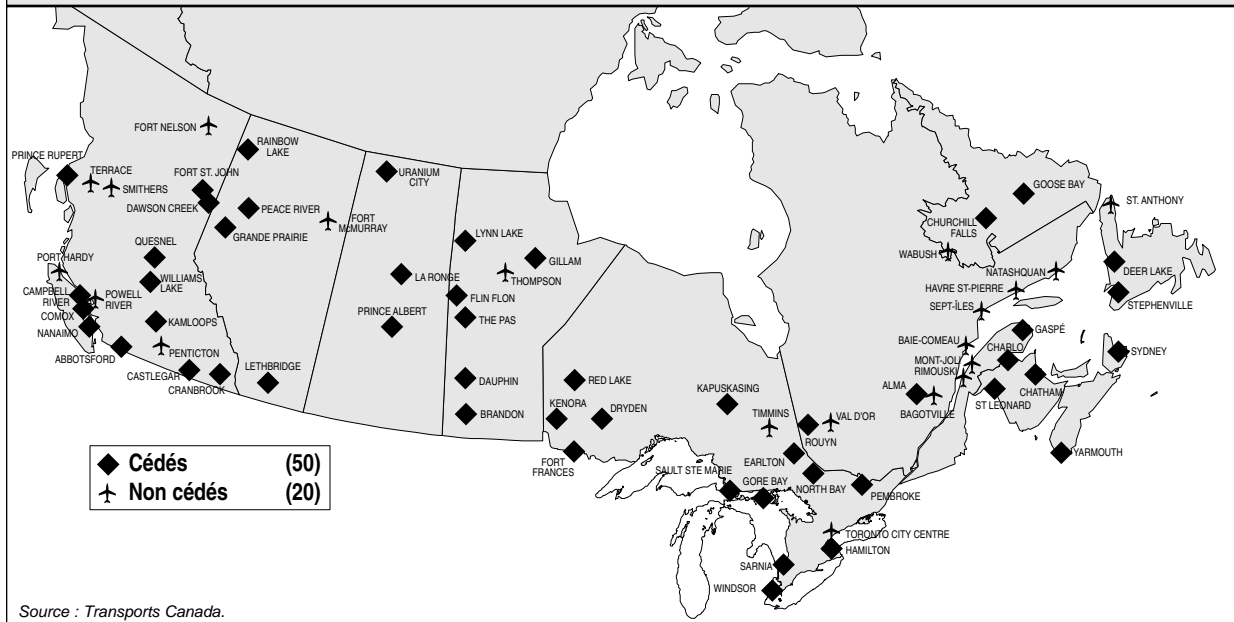 FORT NELSON
RAINBOW
LAKE
PRINCE RUPERT
TERRACE
SMITHERS
FORT ST. JOHN
DAWSON CREEK
PEACE RIVER
GRANDE PRAIRIE
FORT
McMURRAY
URANIUM
CITY
LYNN LAKE
GILLAM
THOMPSON
LA RONGE
FLIN FLON
PRINCE ALBERT
THE PAS
QUESNEL
PORT HARDY
WILLIAMS
LAKE
CAMPBELL
RIVER
POWELL
RIVER
COMOX
NANAIMO
KAMLOOPS
ABBOTSFORD
PENTICTON
CASTLEGAR
CRANBROOK
LETHBRIDGE
DAUPHIN
BRANDON
RED LAKE
KENORA
DRYDEN
FORT
FRANCES
KAPUSKASING
TIMMINS
VAL D'OR
ROUYN
EARLTON
SAULT STE MARIE
GORE BAY
NORTH BAY
PEMBROKE
TORONTO CITY CENTRE
HAMILTON
SARNIA
WINDSOR
GOOSE BAY
CHURCHILL
FALLS
WABUSH
ST. ANTHONY
NATASHQUAN
DEER LAKE
HAVRE ST-PIERRE
STEPHENVILLE
SEPT-ÎLES
GASPÉ
BAIE-COMEAU
CHARLO
SYDNEY
MONT-JOLI
RIMOUSKI
CHATHAM
ALMA
BAGOTVILLE
ST LEONARD
YARMOUTH
Cédés (50)
Non cédés (20)
Source : Transports Canada.